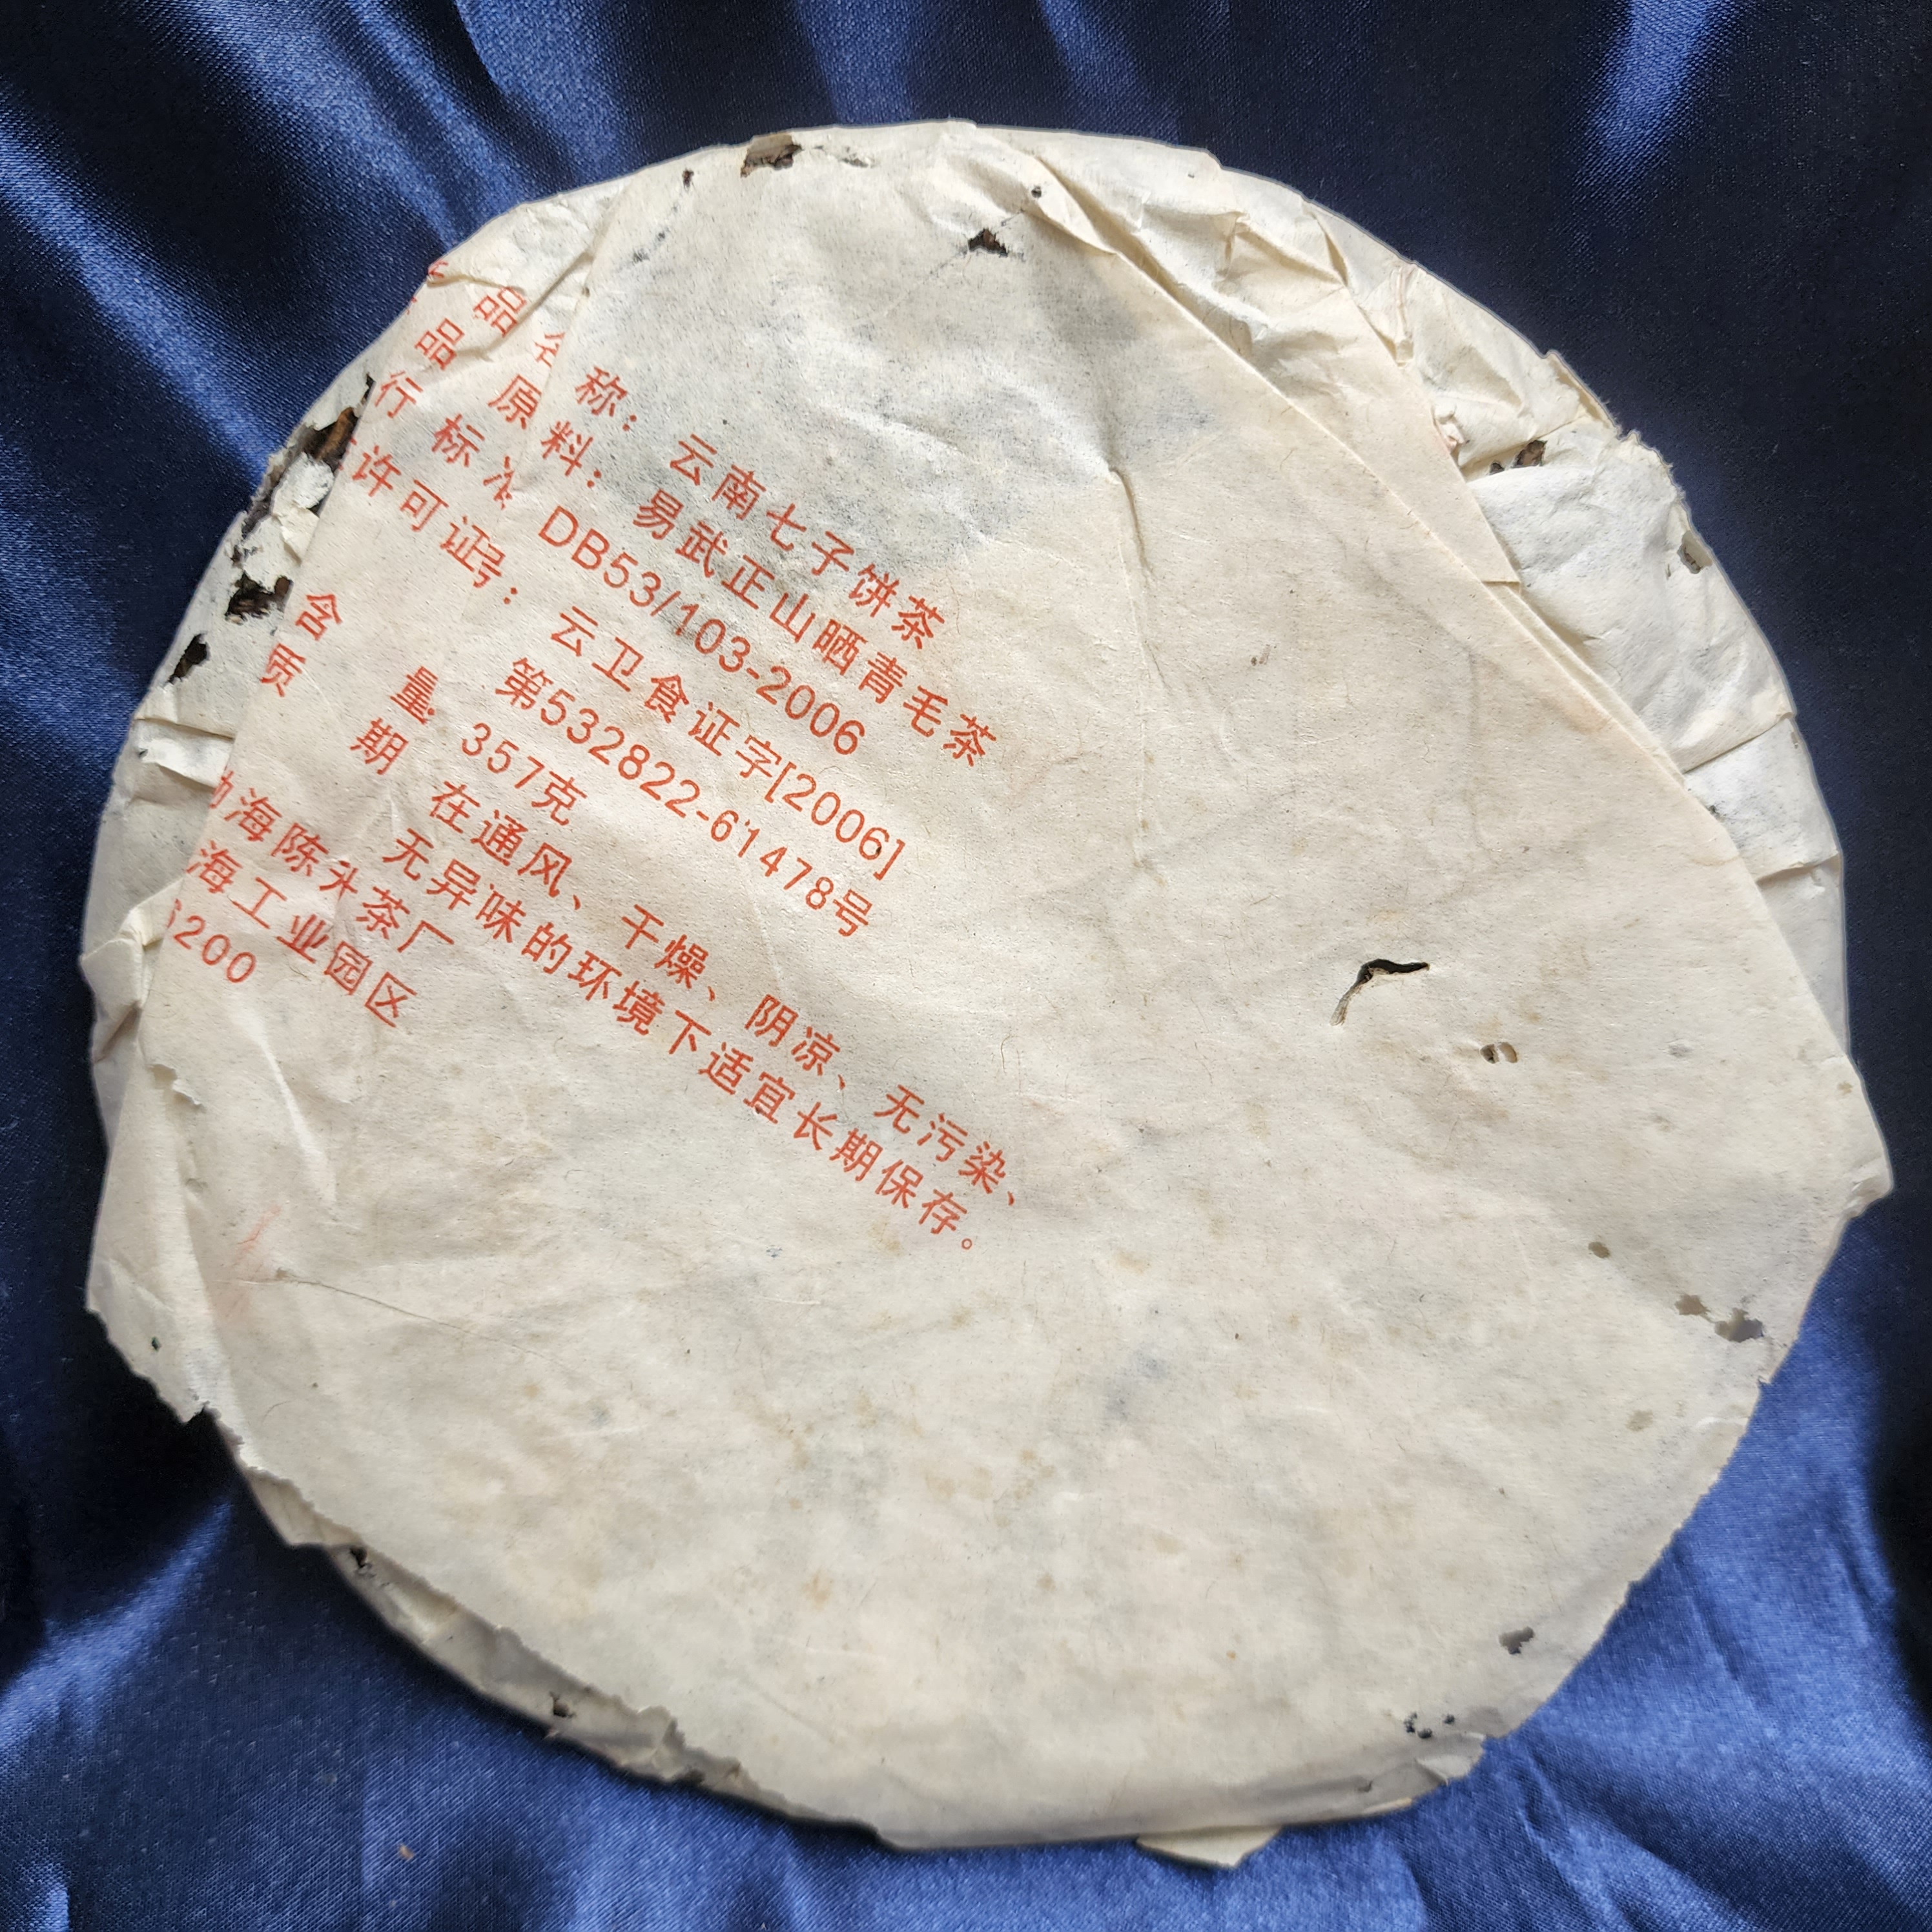 品名称：云南七子饼茶
品原料：易武正山晒青毛茶
行标准 DB53/103-2006
许可证号：云卫食证字[2006]
第532822-61478号
含量 357克
质期 在通风、干燥、阴凉、无污染、
无异味的环境下适宜长期保存。
海陈头茶厂
海工业园区
200